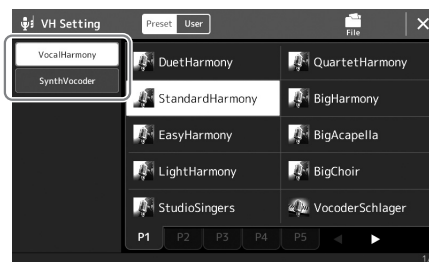 VH Setting
Preset User
File
VocalHarmony
SynthVocoder
DuetHarmony
QuartetHarmony
StandardHarmony
BigHarmony
EasyHarmony
BigAcapella
LightHarmony
BigChoir
StudioSingers
VocoderSchlager
P1 P2 P3 P4 P5